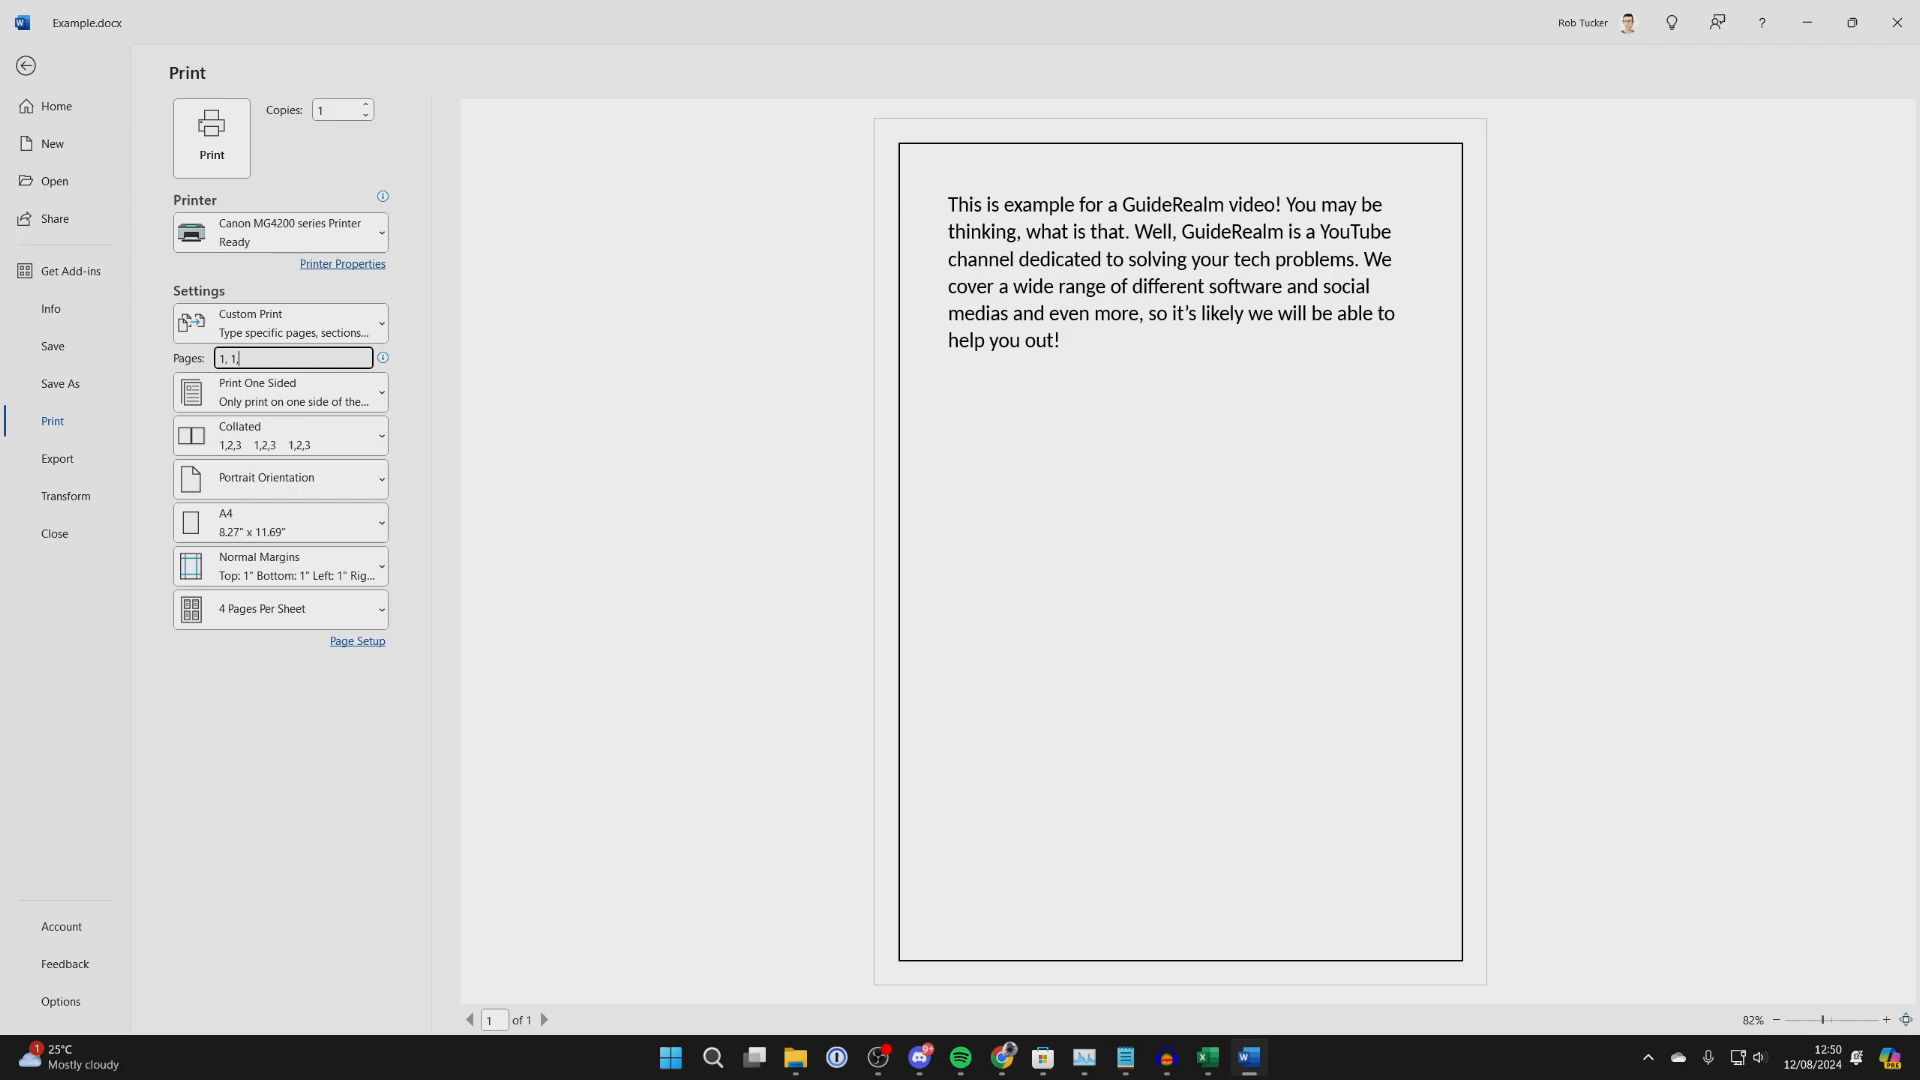 Example.docx
Rob Tucker
Home
New
Open
Share
Get Add-ins
Info
Save
Save As
Print
Export
Transform
Close
Account
Feedback
Options
Print
Print
Copies: 1
Printer
Canon MG4200 series Printer
Ready
Printer Properties
Settings
Custom Print
Type specific pages, sections...
Pages: 1, 1,
Print One Sided
Only print on one side of the...
Collated
1,2,3 1,2,3 1,2,3
Portrait Orientation
A4
8.27" x 11.69"
Normal Margins
Top: 1" Bottom: 1" Left: 1" Rig...
4 Pages Per Sheet
Page Setup
This is example for a GuideRealm video! You may be
thinking, what is that. Well, GuideRealm is a YouTube
channel dedicated to solving your tech problems. We
cover a wide range of different software and social
medias and even more, so it’s likely we will be able to
help you out!
1 of 1
82%
1
25°C
Mostly cloudy
9+
12:50
12/08/2024
PRE